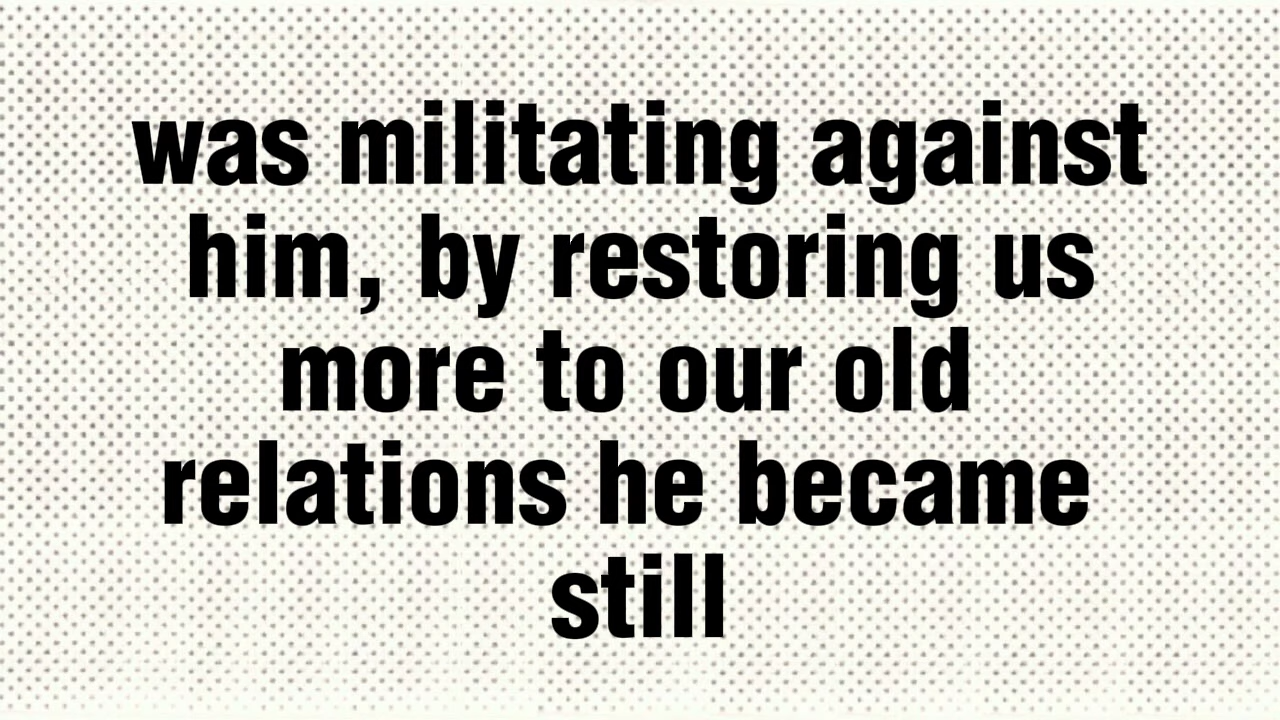 was militating against
him, by restoring us
more to our old
relations he became
still